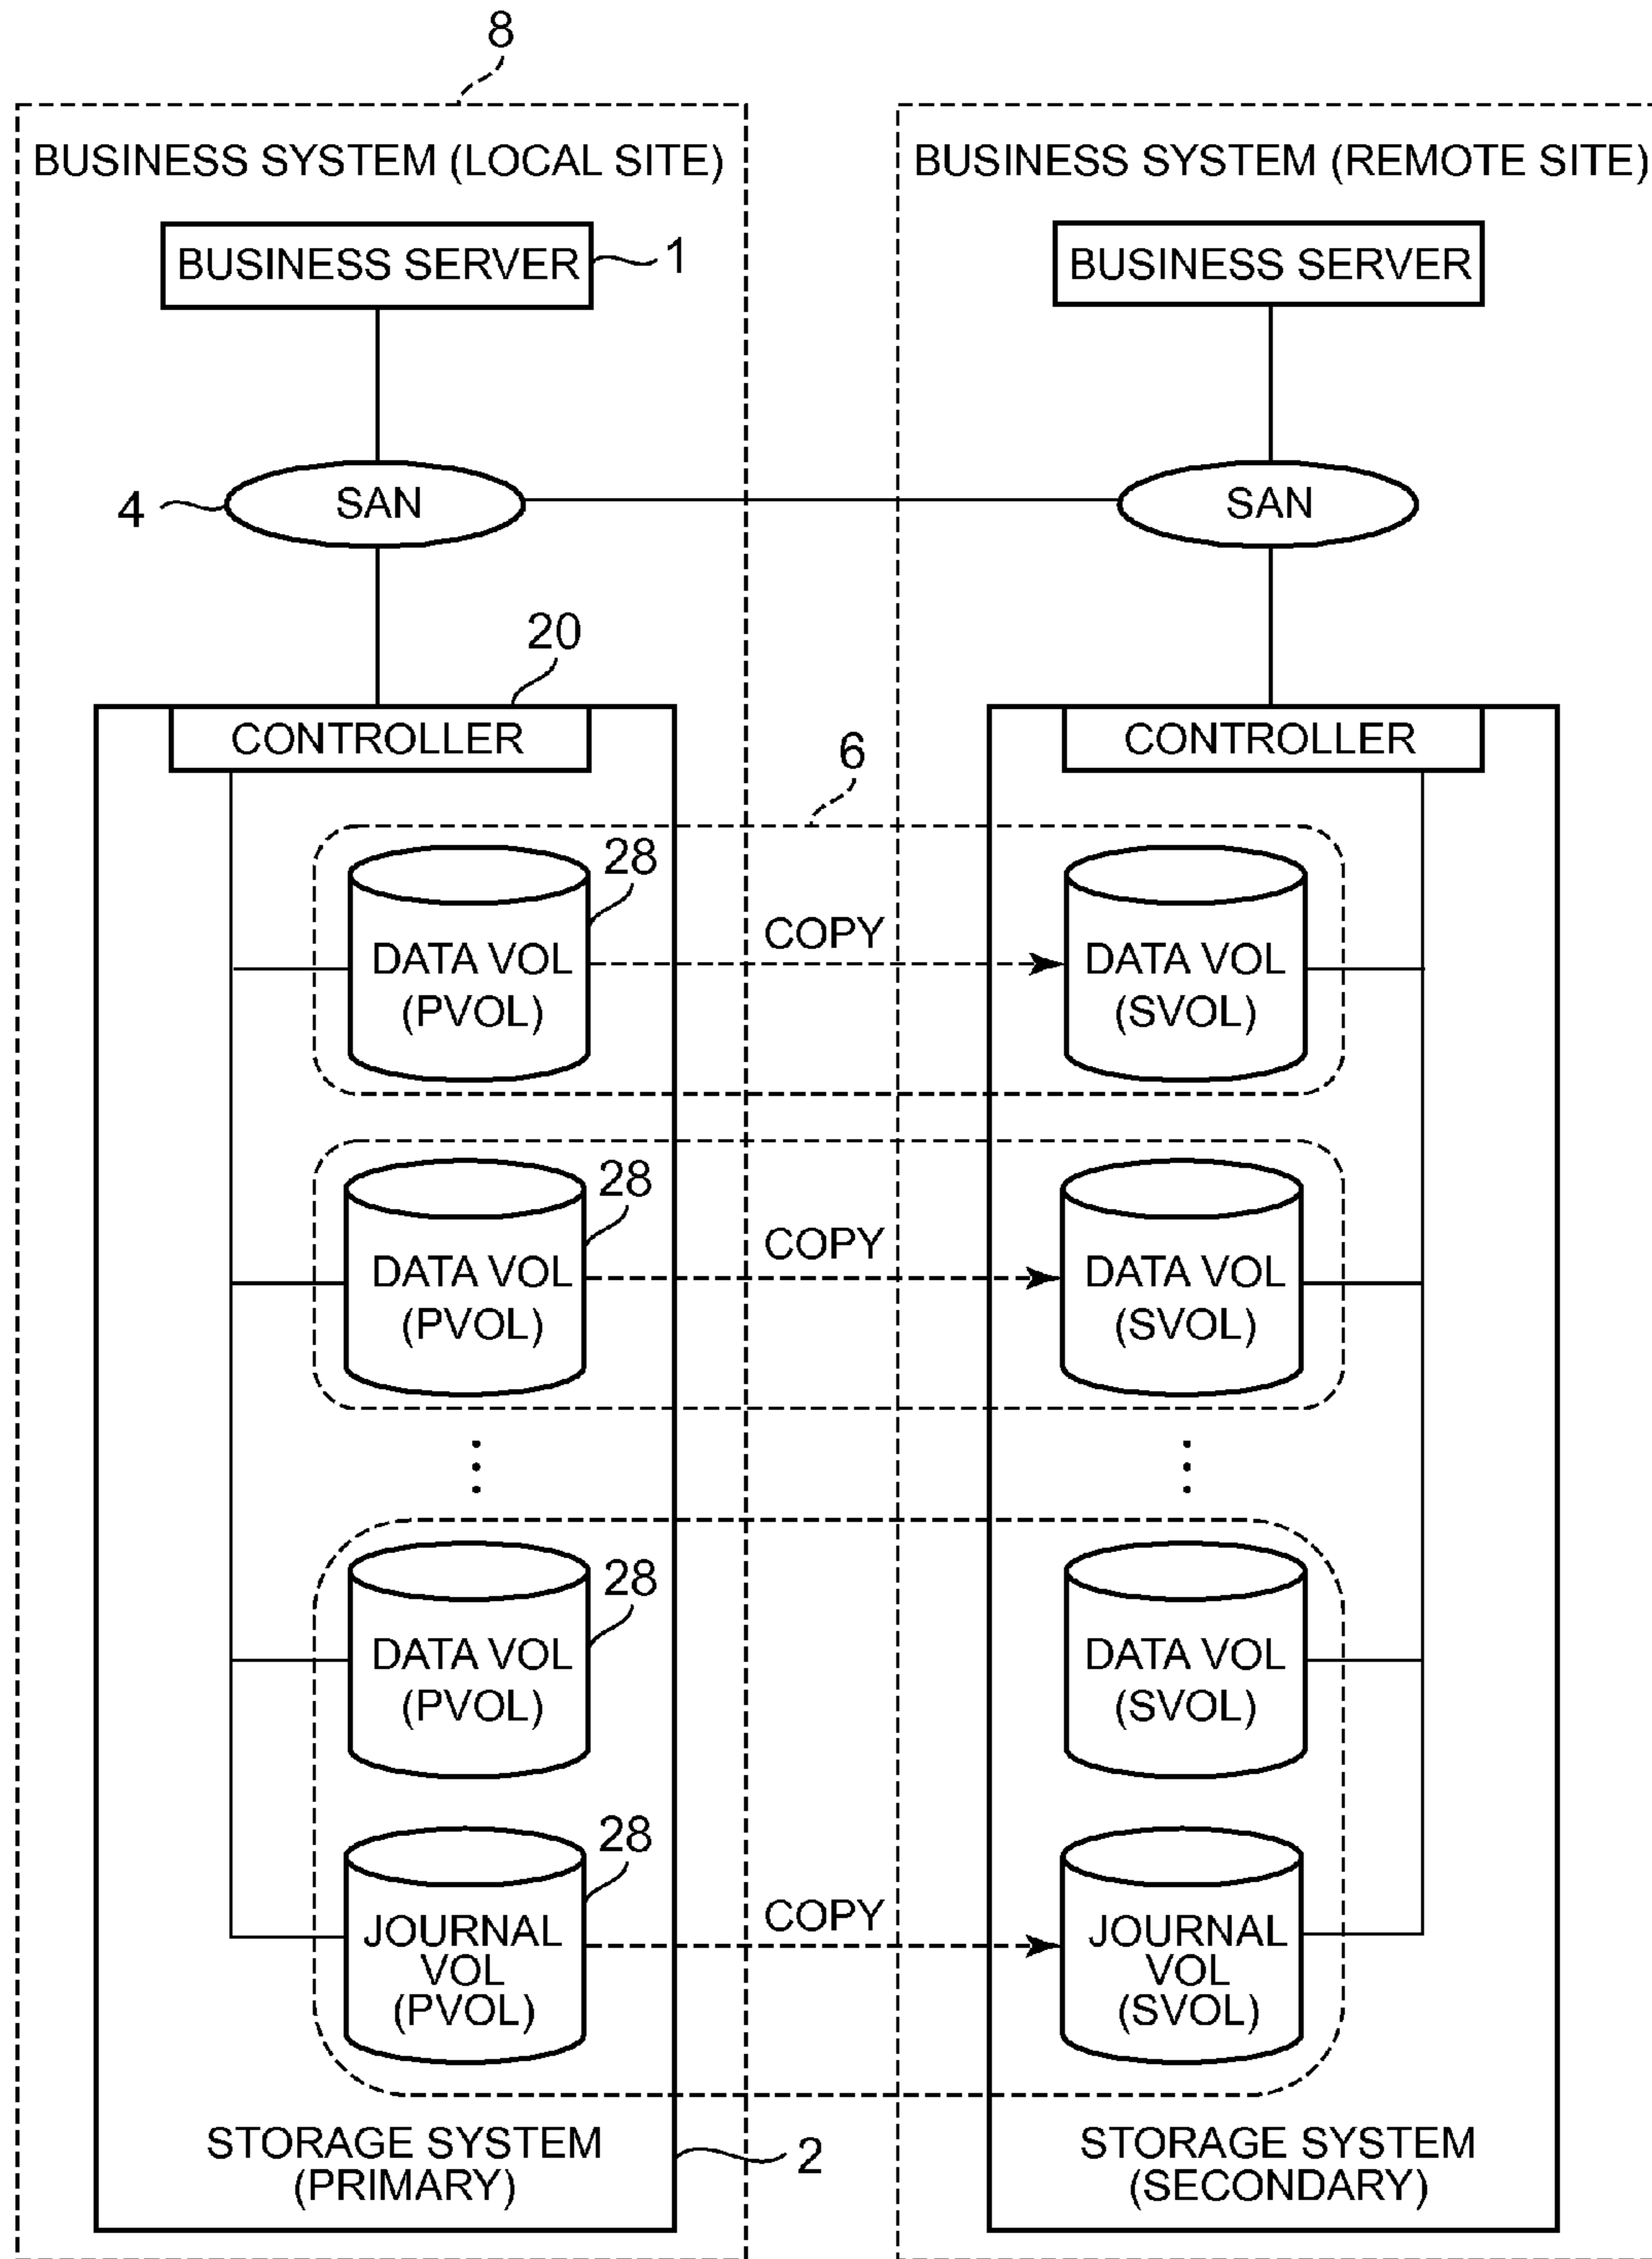 8
BUSINESS SYSTEM (LOCAL SITE)
BUSINESS SYSTEM (REMOTE SITE)
BUSINESS SERVER
1
BUSINESS SERVER
4
SAN
SAN
20
CONTROLLER
CONTROLLER
6
28
DATA VOL
(PVOL)
COPY
DATA VOL
(SVOL)
28
DATA VOL
(PVOL)
COPY
DATA VOL
(SVOL)
28
DATA VOL
(PVOL)
DATA VOL
(SVOL)
28
JOURNAL
VOL
(PVOL)
COPY
JOURNAL
VOL
(SVOL)
STORAGE SYSTEM
(PRIMARY)
2
STORAGE SYSTEM
(SECONDARY)